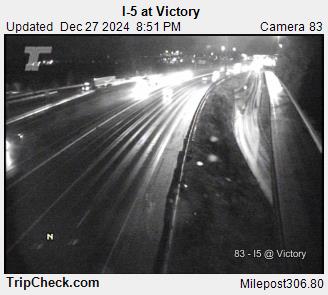 I-5 at Victory
Updated Dec 27 2024 8:51 PM Camera 83
N
83 - I5 @ Victory
TripCheck.com Milepost306.80